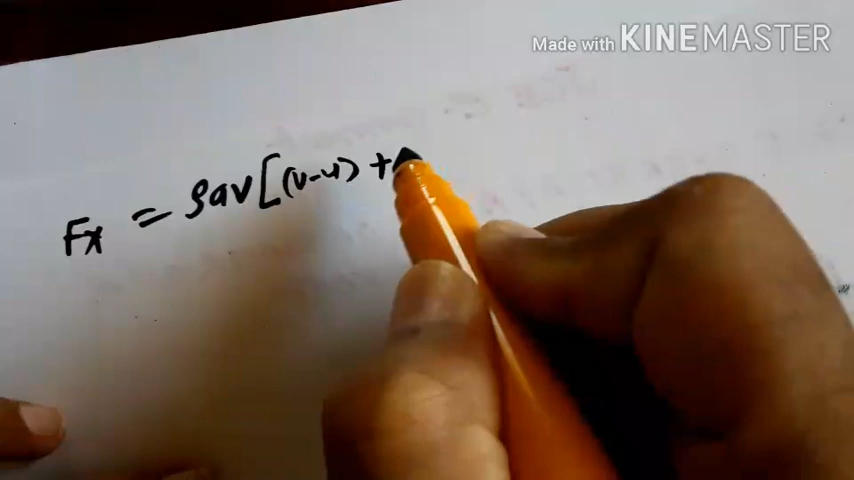 Made with KINEMASTER
Fx = ρav[(v-u) +